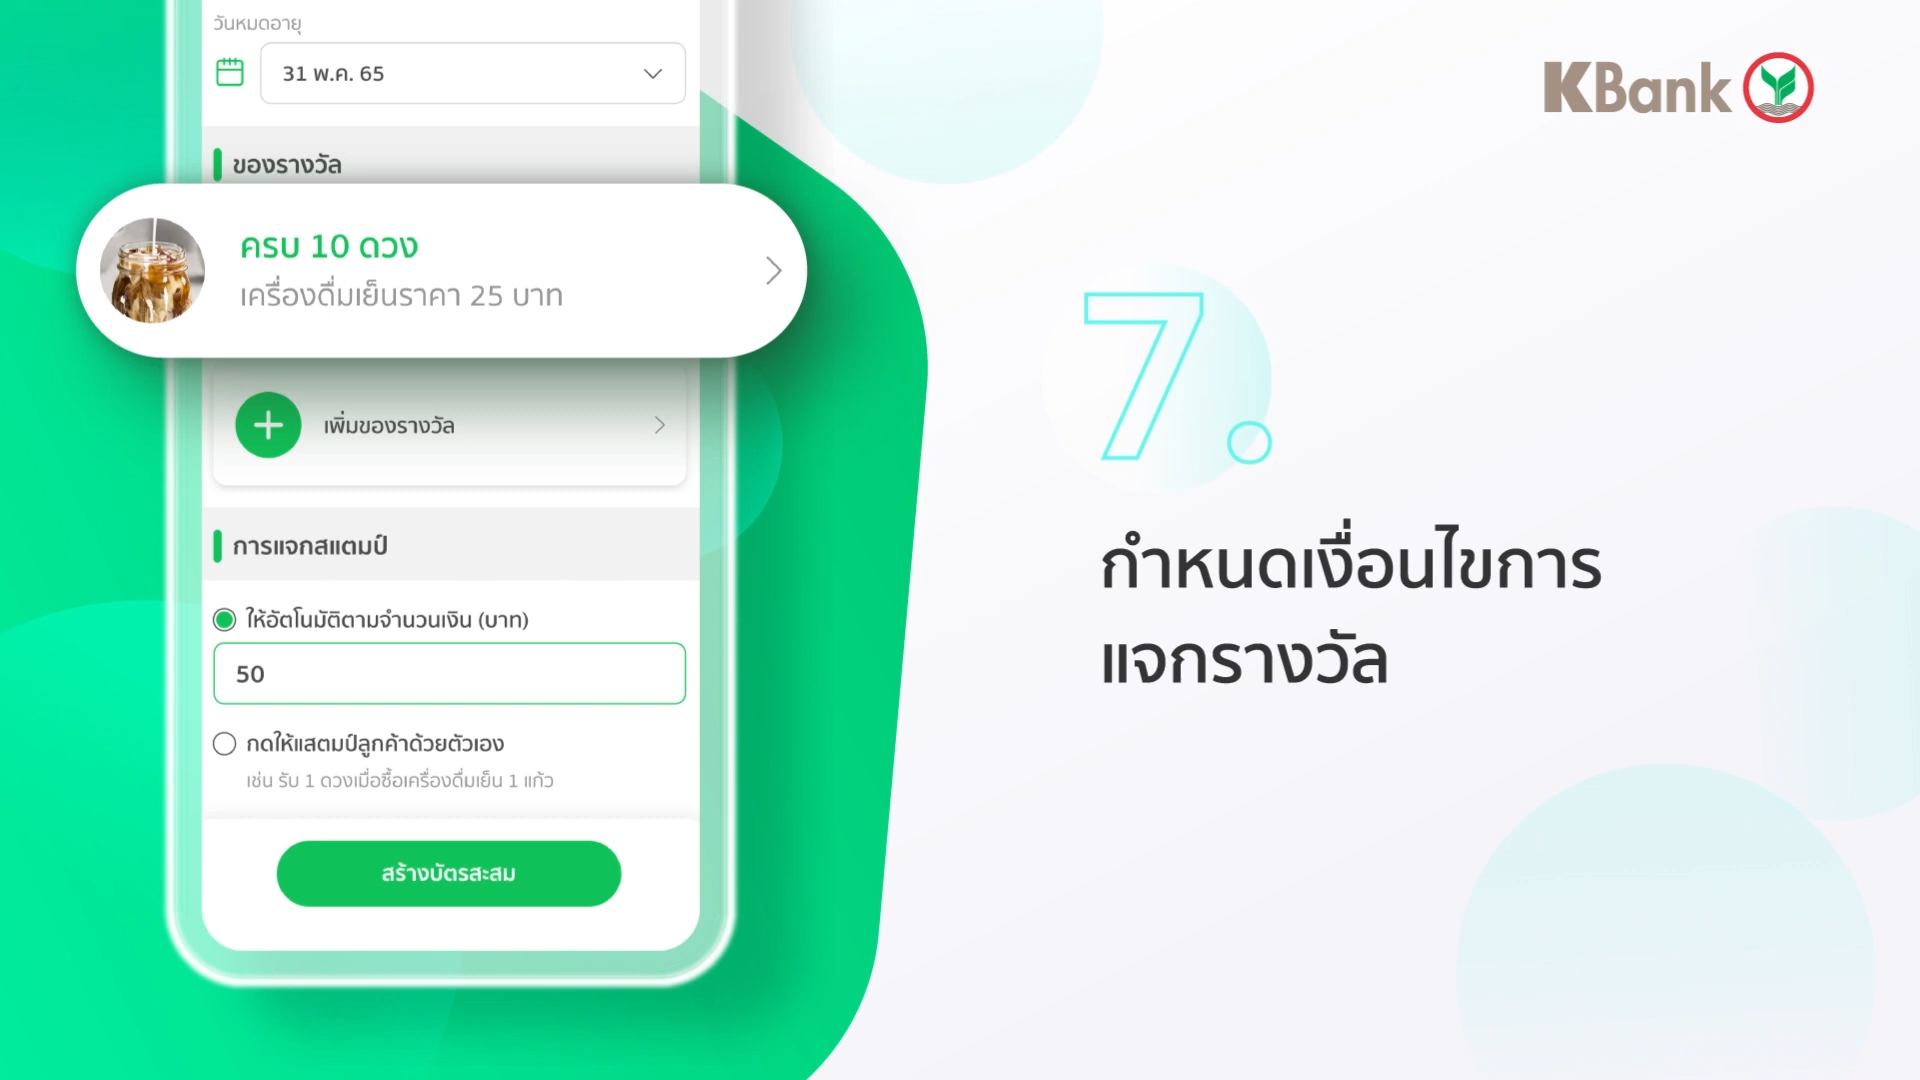 วันหมดอายุ
31 พ.ค. 65
ของรางวัล
ครบ 10 ดวง
เครื่องดื่มเย็นราคา 25 บาท
เพิ่มของรางวัล
การแจกสแตมป์
ให้อัตโนมัติตามจำนวนเงิน (บาท)
50
กดให้แสตมป์ลูกค้าด้วยตัวเอง
เช่น รับ 1 ดวงเมื่อซื้อเครื่องดื่มเย็น 1 แก้ว
สร้างบัตรสะสม
KBank
7.
กำหนดเงื่อนไขการ
แจกรางวัล